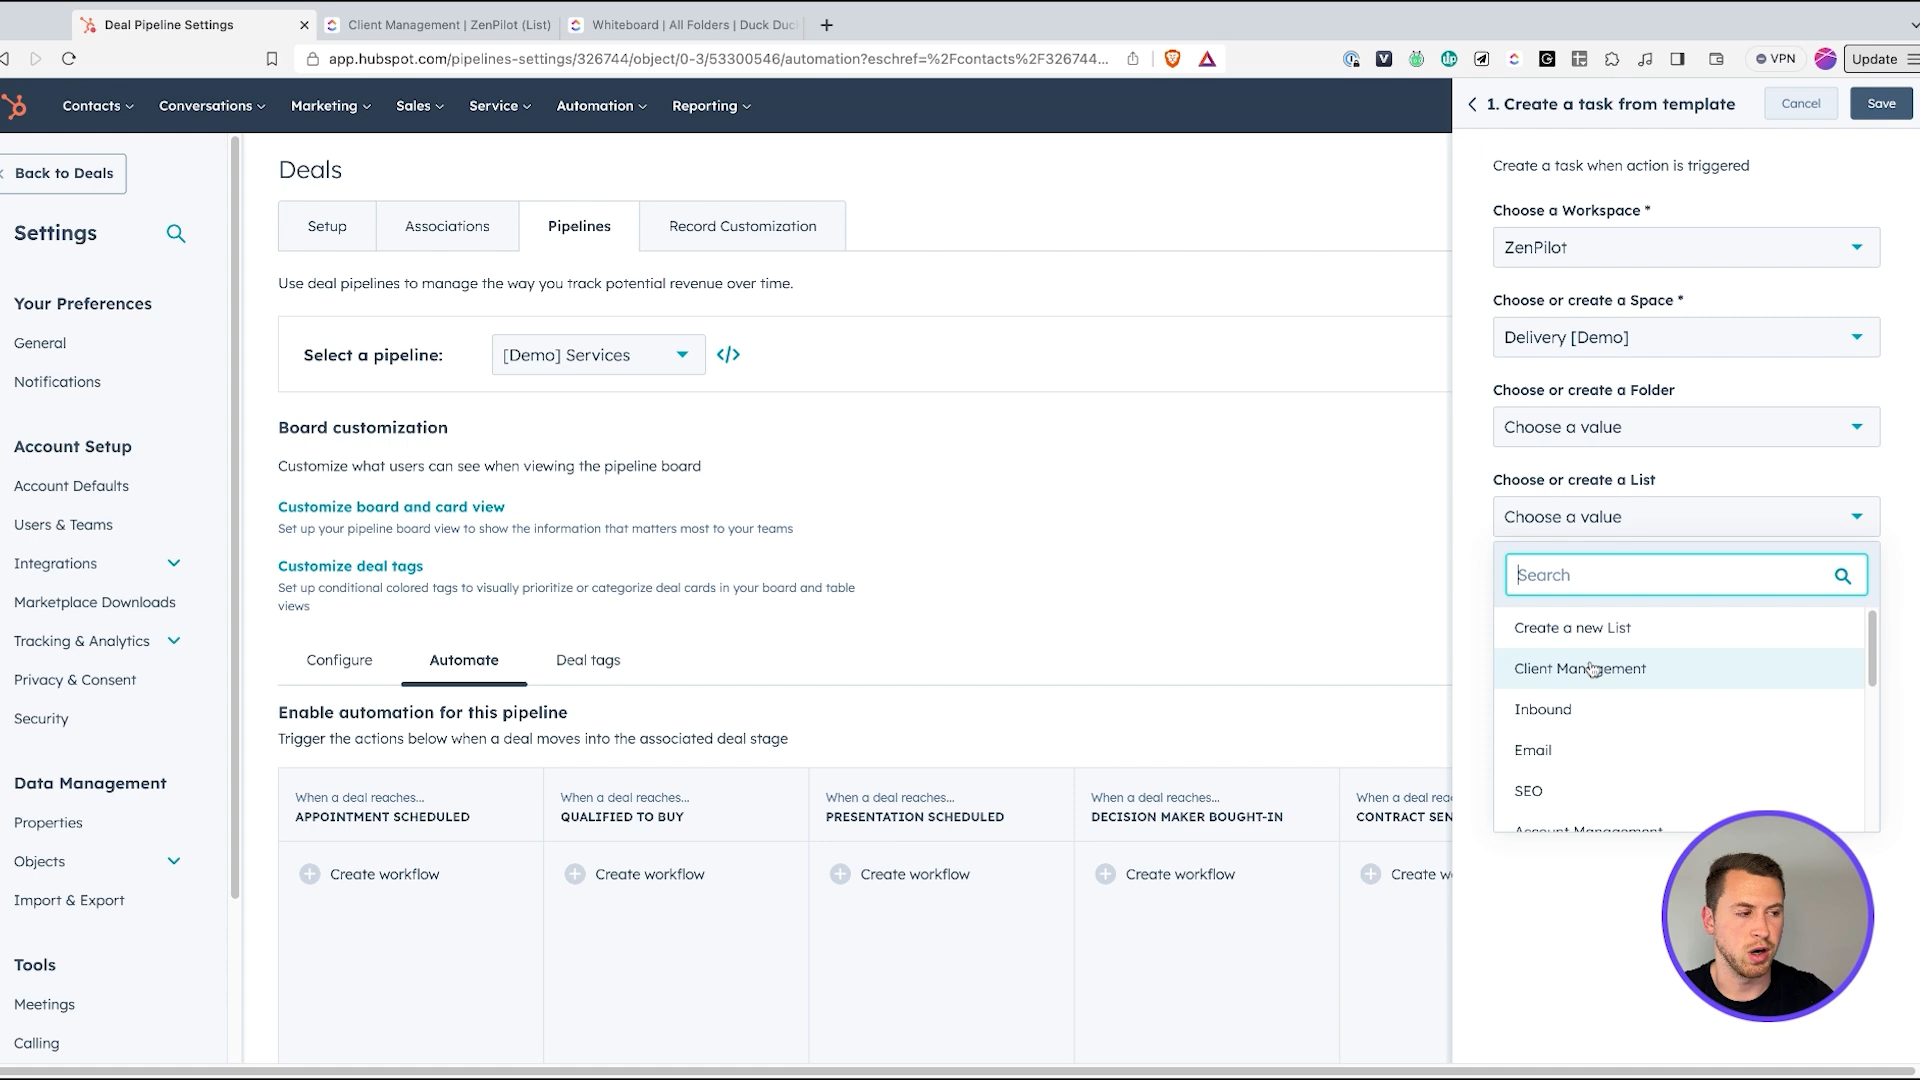 Deal Pipeline Settings
Client Management | ZenPilot (List)
Whiteboard | All Folders | Duck Duc
app.hubspot.com/pipelines-settings/326744/object/0-3/53300546/automation?eschref=%2Fcontacts%2F326744...
VPN
Update
Contacts
Conversations
Marketing
Sales
Service
Automation
Reporting
1. Create a task from template
Cancel
Save
Back to Deals
Settings
Your Preferences
General
Notifications
Account Setup
Account Defaults
Users & Teams
Integrations
Marketplace Downloads
Tracking & Analytics
Privacy & Consent
Security
Data Management
Properties
Objects
Import & Export
Tools
Meetings
Calling
Deals
Setup
Associations
Pipelines
Record Customization
Use deal pipelines to manage the way you track potential revenue over time.
Select a pipeline:
[Demo] Services
</>
Board customization
Customize what users can see when viewing the pipeline board
Customize board and card view
Set up your pipeline board view to show the information that matters most to your teams
Customize deal tags
Set up conditional colored tags to visually prioritize or categorize deal cards in your board and table
views
Configure
Automate
Deal tags
Enable automation for this pipeline
Trigger the actions below when a deal moves into the associated deal stage
When a deal reaches...
APPOINTMENT SCHEDULED
Create workflow
When a deal reaches...
QUALIFIED TO BUY
Create workflow
When a deal reaches...
PRESENTATION SCHEDULED
Create workflow
When a deal reaches...
DECISION MAKER BOUGHT-IN
Create workflow
When a deal rea
CONTRACT SEN
Create w
Create a task when action is triggered
Choose a Workspace *
ZenPilot
Choose or create a Space *
Delivery [Demo]
Choose or create a Folder
Choose a value
Choose or create a List
Choose a value
Search
Create a new List
Client Management
Inbound
Email
SEO
Account Management